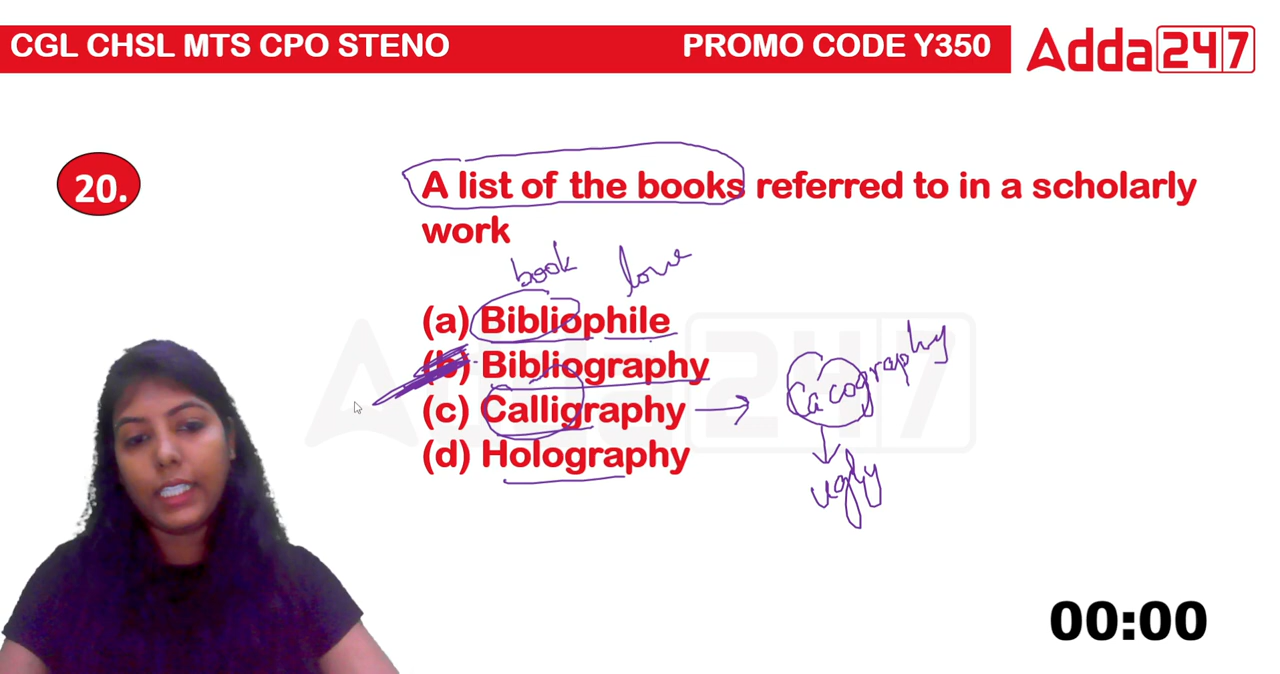 CGL CHSL MTS CPO STENO
PROMO CODE Y350
Adda247
20.
A list of the books referred to in a scholarly
work
book love
(a) Bibliophile
(b) Bibliography
(c) Calligraphy
Cacography
(d) Holography
ugly
00:00